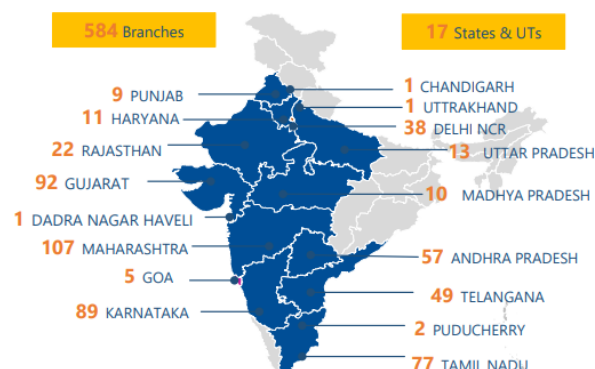 584 Branches
17 States & UTs
9 PUNJAB
11 HARYANA
22 RAJASTHAN
92 GUJARAT
1 DADRA NAGAR HAVELI
107 MAHARASHTRA
5 GOA
89 KARNATAKA
1 CHANDIGARH
1 UTTRAKHAND
38 DELHI NCR
13 UTTAR PRADESH
10 MADHYA PRADESH
57 ANDHRA PRADESH
49 TELANGANA
2 PUDUCHERRY
77 TAMIL NADU